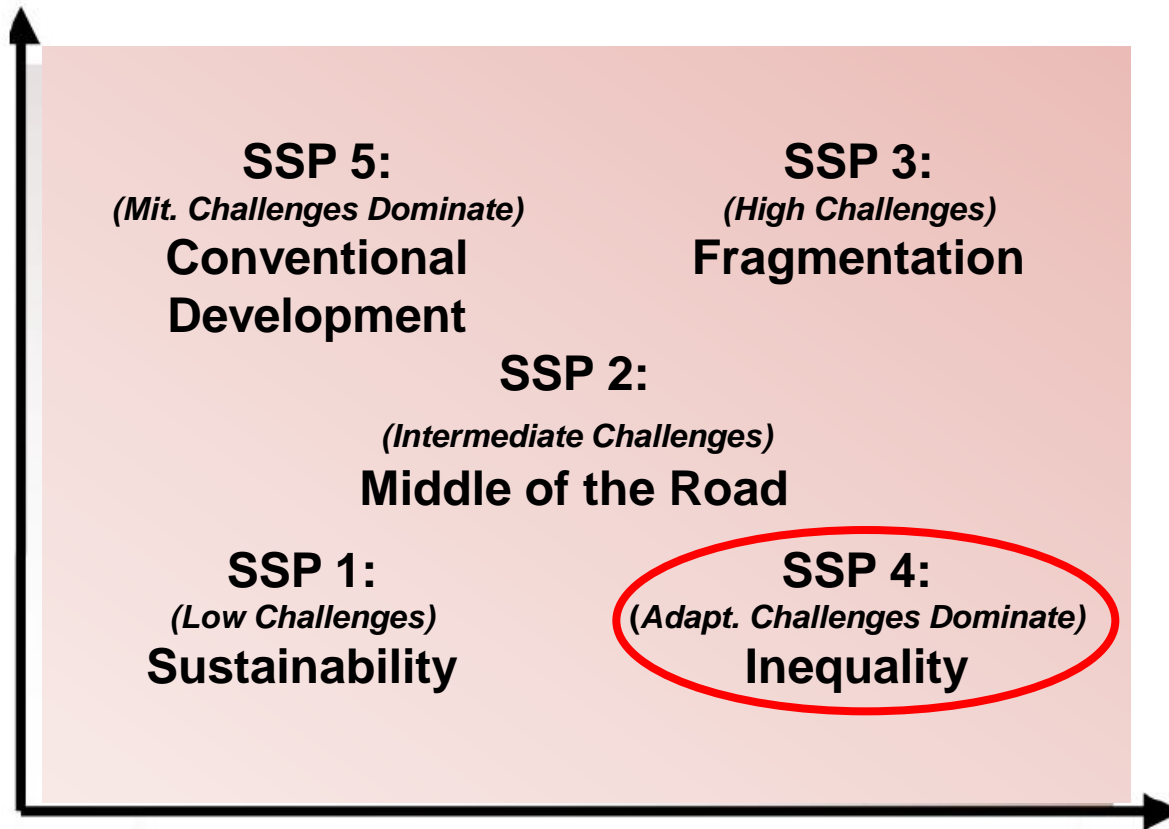 SSP 5:
(Mit. Challenges Dominate)
Conventional
Development
SSP 3:
(High Challenges)
Fragmentation
SSP 2:
(Intermediate Challenges)
Middle of the Road
SSP 1:
(Low Challenges)
Sustainability
SSP 4:
(Adapt. Challenges Dominate)
Inequality